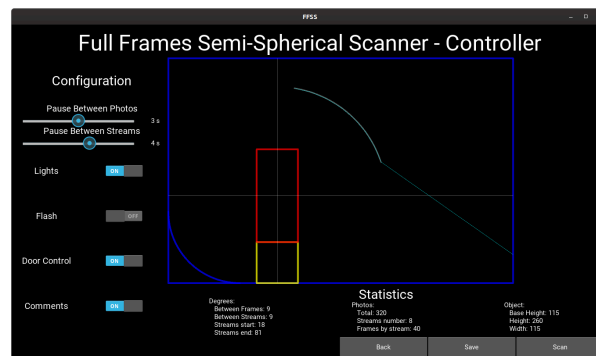 FFSS
Full Frames Semi-Spherical Scanner - Controller
Configuration
Pause Between Photos
3 s
Pause Between Streams
4 s
Lights
ON
Flash
OFF
Door Control
ON
Comments
ON
Statistics
Degrees:
Between Frames: 9
Between Streams: 9
Streams start: 18
Streams end: 81
Photos:
Total: 320
Streams number: 8
Frames by stream: 40
Object:
Base Height: 115
Height: 260
Width: 115
Back
Save
Scan